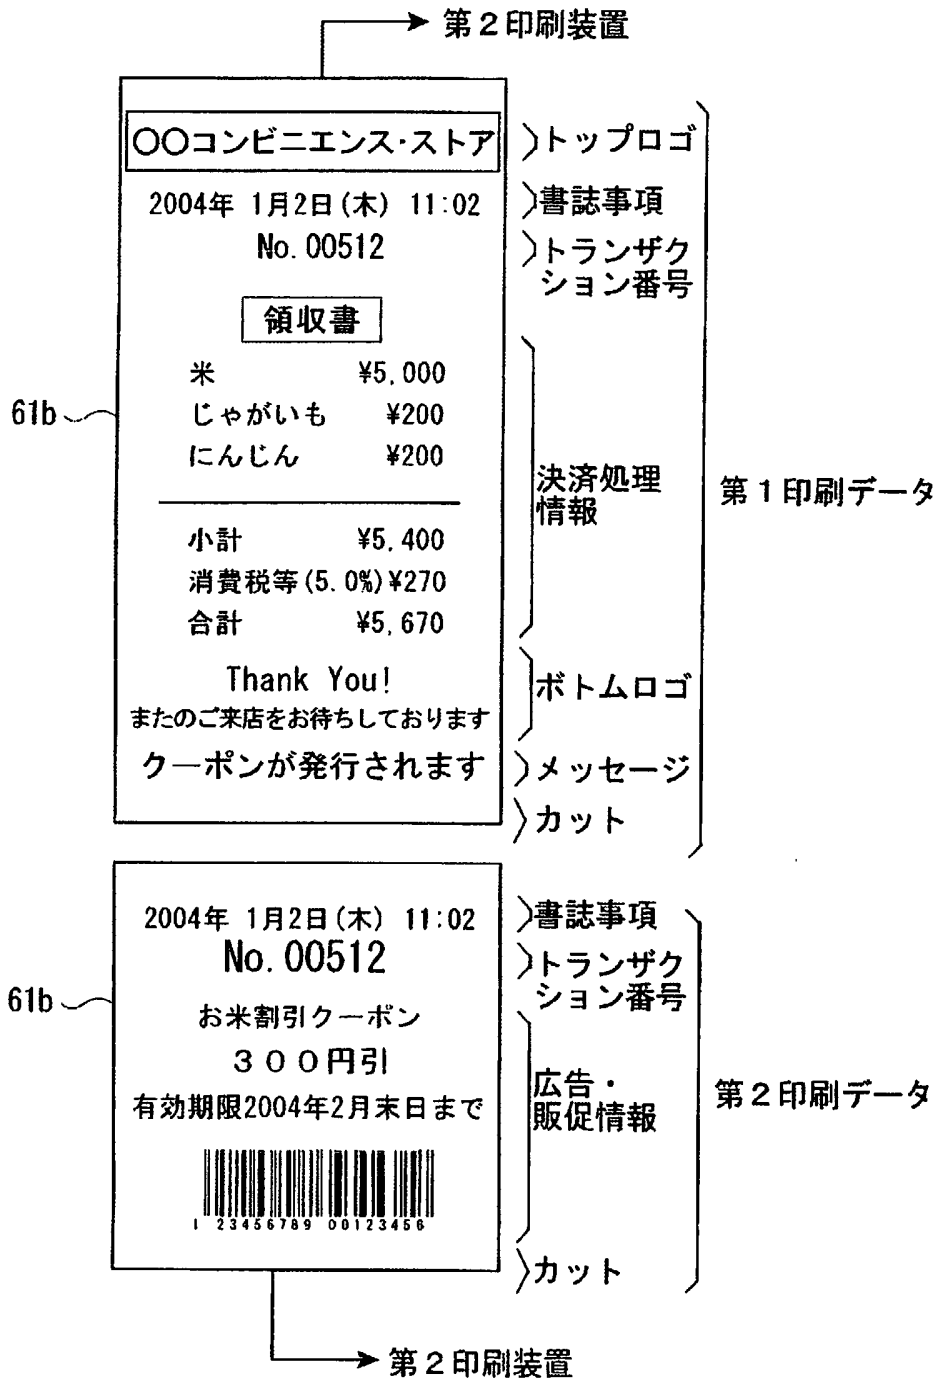 第２印刷装置
〇〇コンビニエンス・ストア
トップロゴ
2004年 1月2日(木) 11:02
書誌事項
No.00512
トランザク
ション番号
領収書
米 ¥5,000
じゃがいも ¥200
にんじん ¥200
61b
決済処理
情報
第１印刷データ
小計 ¥5,400
消費税等(5.0%)¥270
合計 ¥5,670
Thank You!
またのご来店をお待ちしております
ボトムロゴ
クーポンが発行されます
メッセージ
カット
2004年 1月2日(木) 11:02
書誌事項
No.00512
トランザク
ション番号
61b
お米割引クーポン
３００円引
有効期限2004年2月末日まで
広告・
販促情報
第２印刷データ
1 23456789 00123456
カット
第２印刷装置